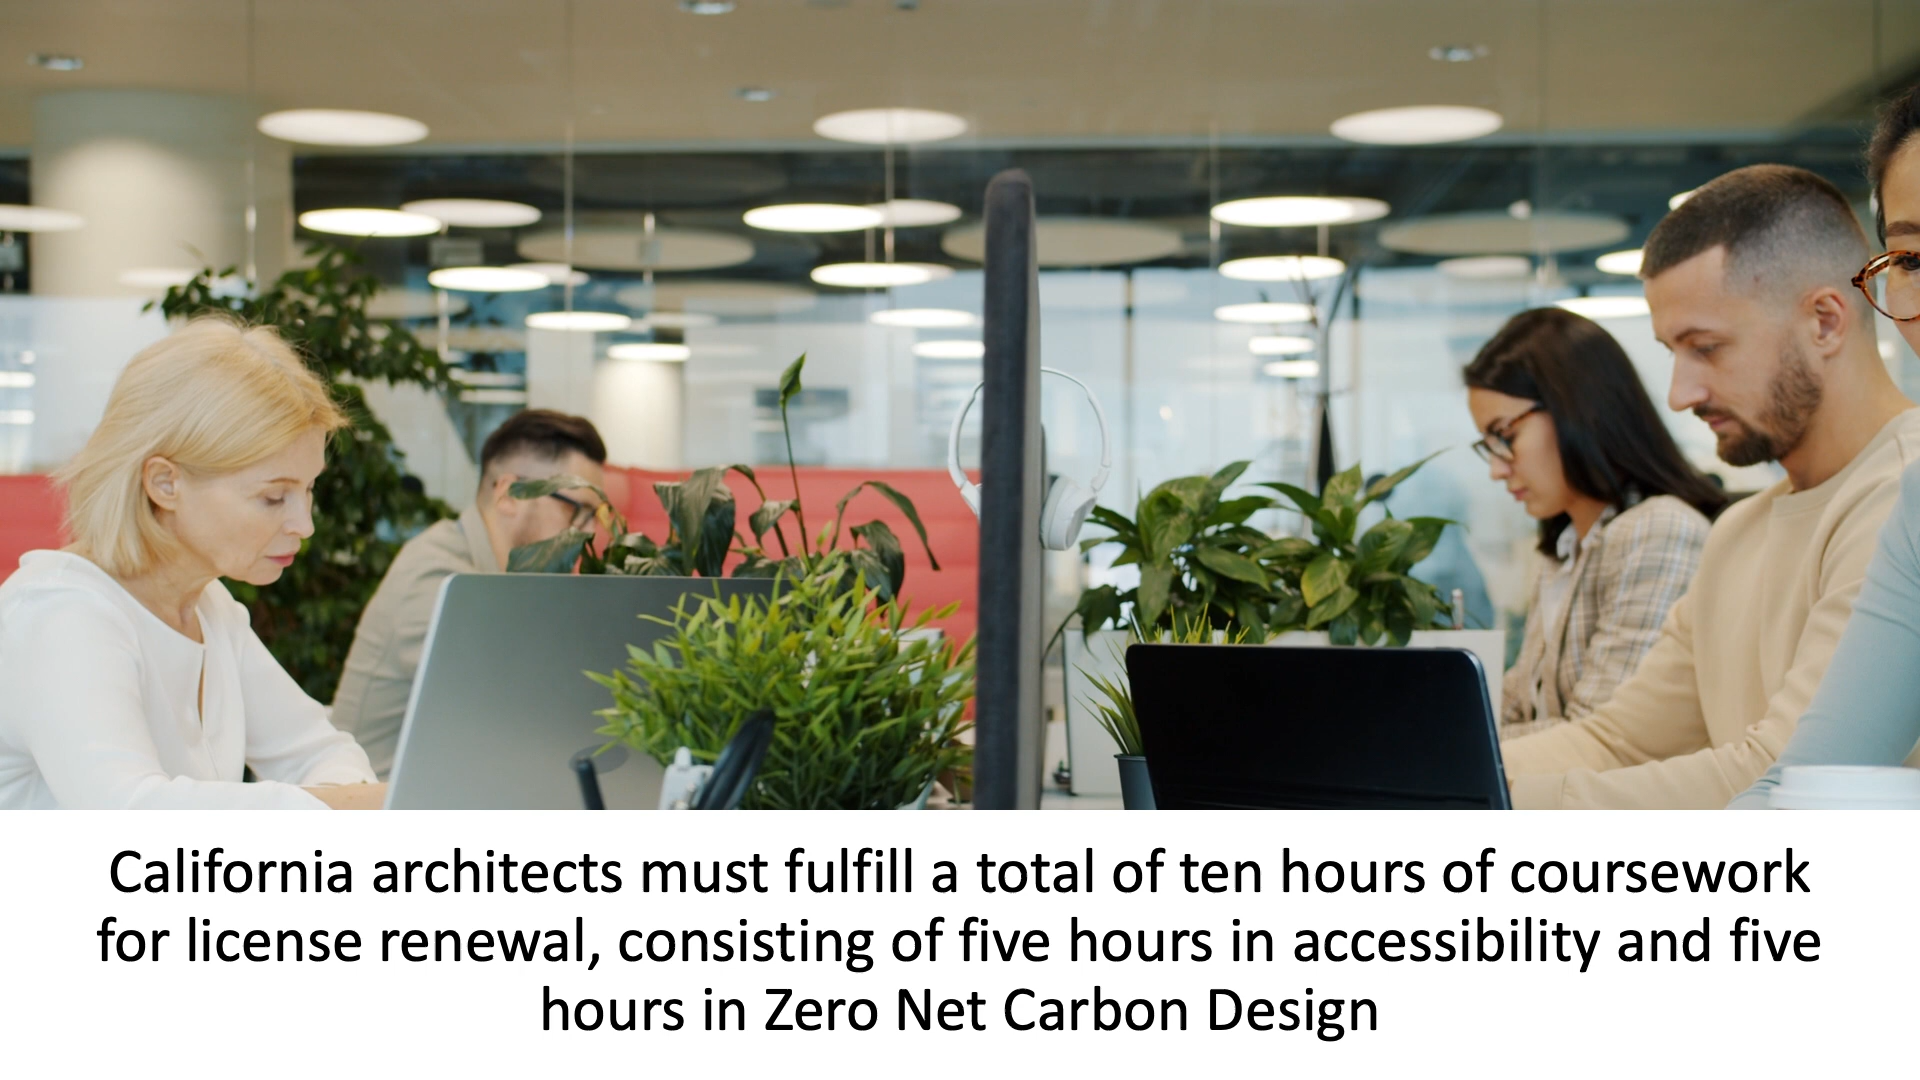 California architects must fulfill a total of ten hours of coursework
for license renewal, consisting of five hours in accessibility and five
hours in Zero Net Carbon Design